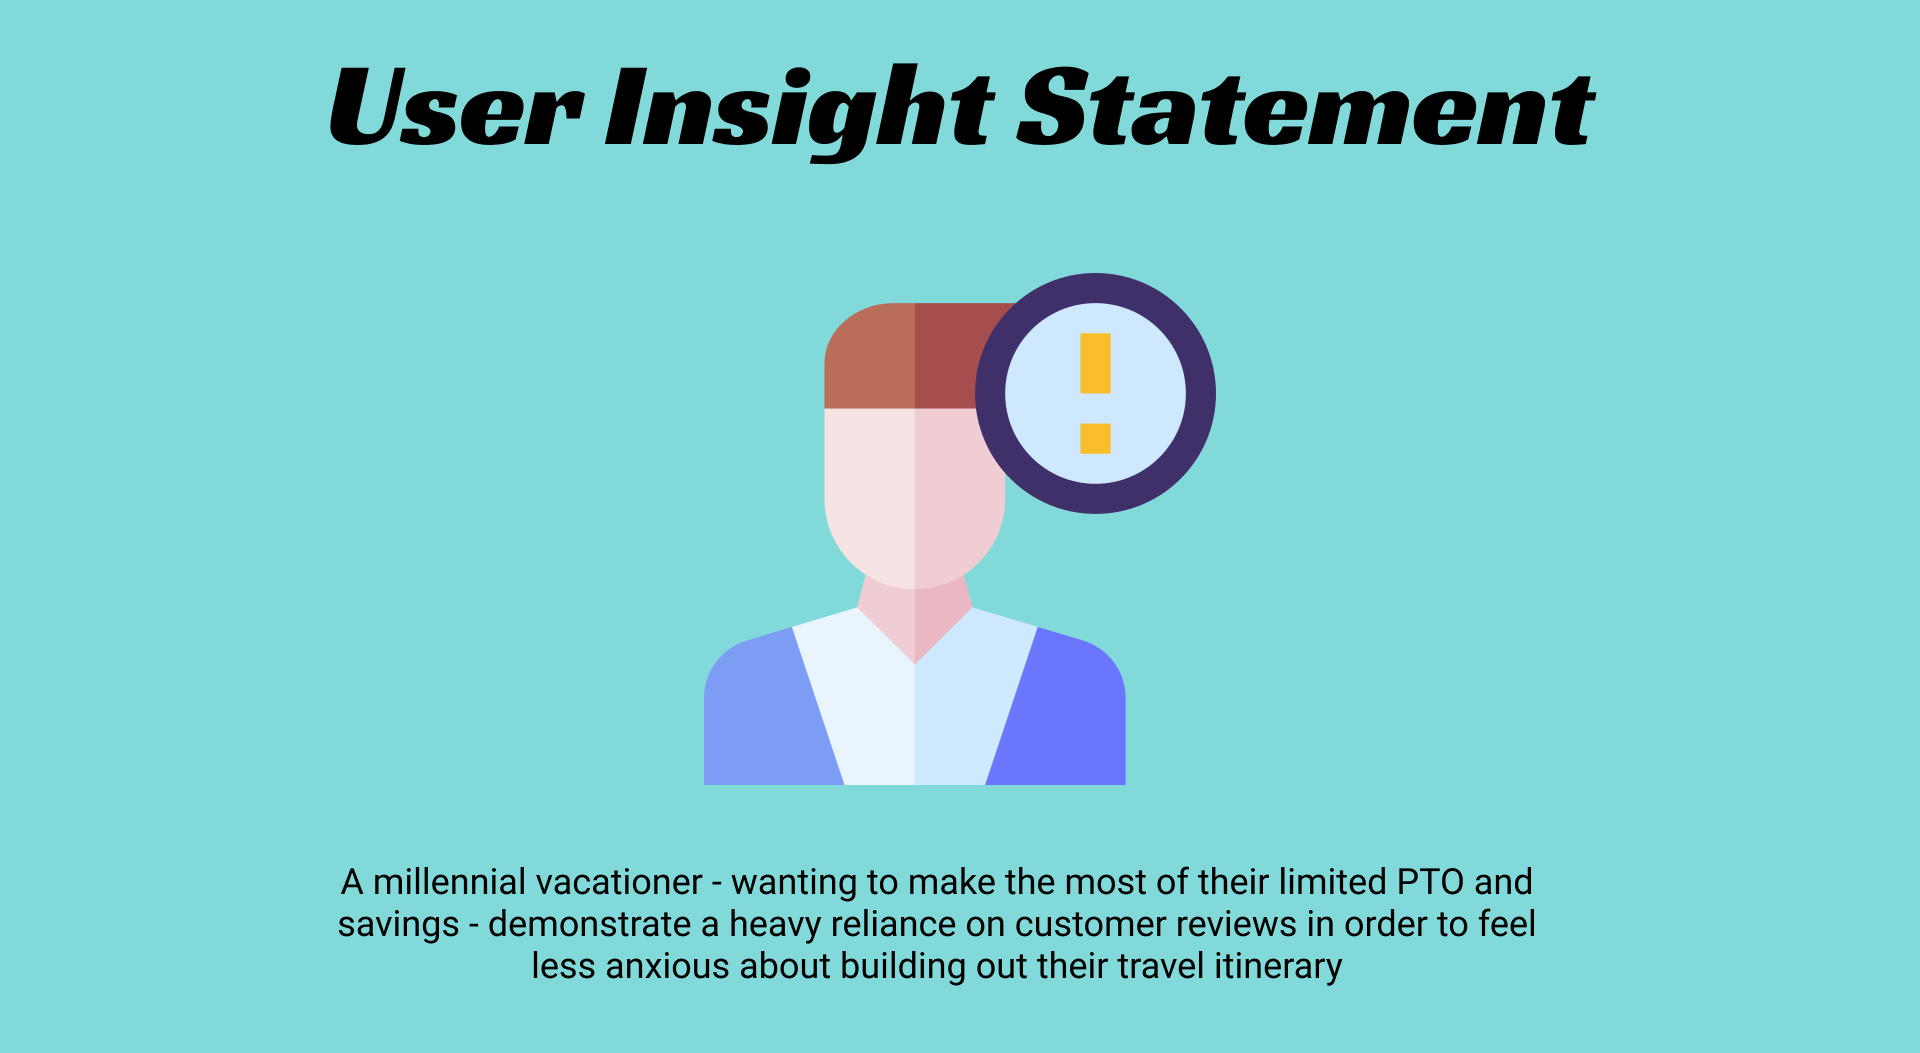 User Insight Statement
!
A millennial vacationer - wanting to make the most of their limited PTO and
savings - demonstrate a heavy reliance on customer reviews in order to feel
less anxious about building out their travel itinerary